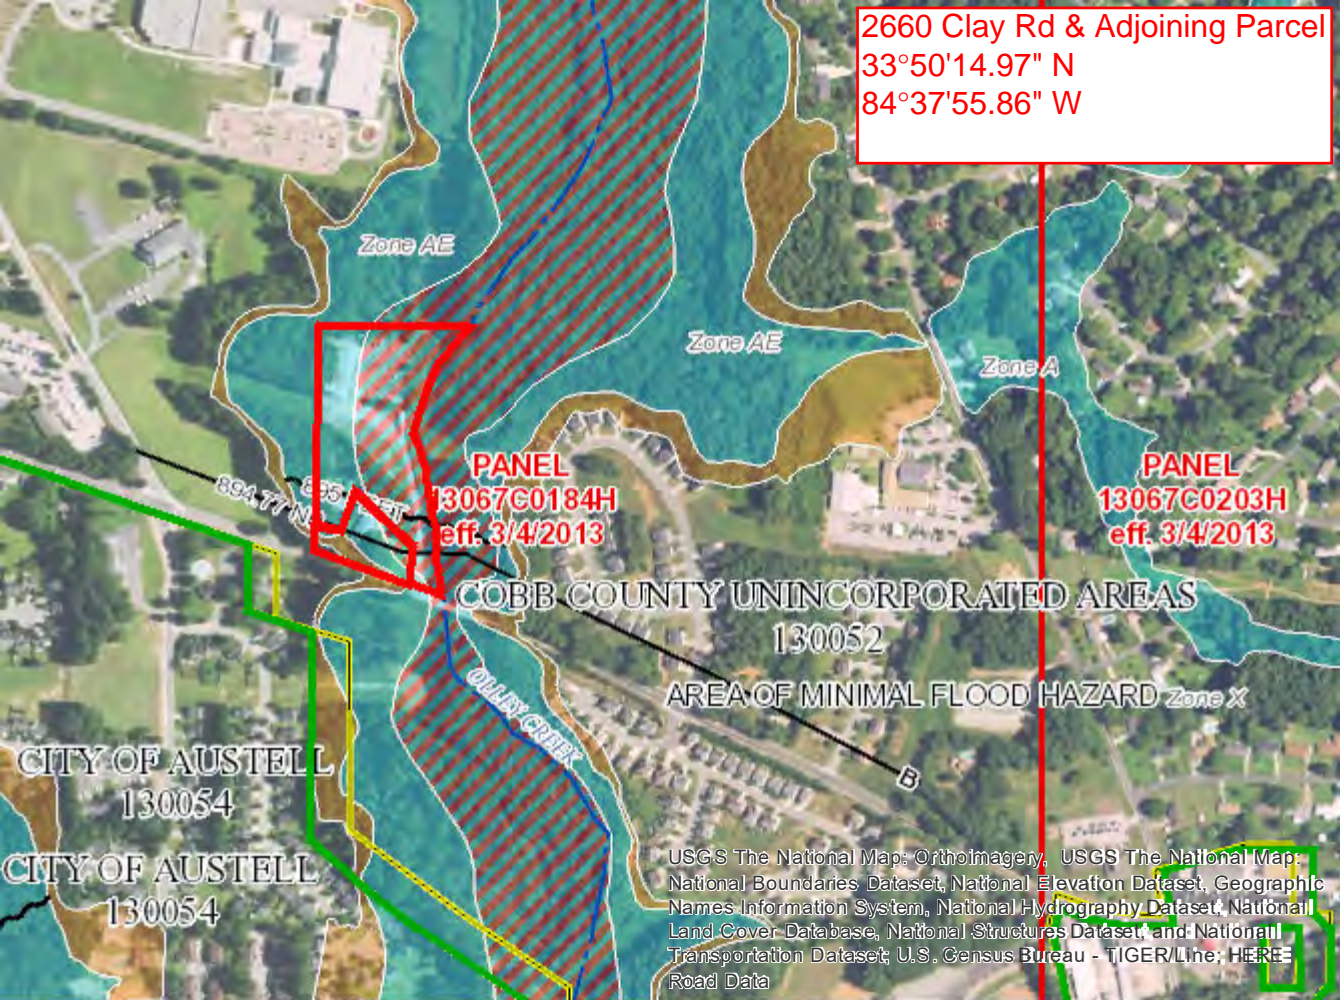 2660 Clay Rd & Adjoining Parcel
33°50'14.97" N
84°37'55.86" W
Zone AE
Zone AE
Zone A
PANEL
13067C0184H
eff. 3/4/2013
PANEL
13067C0203H
eff. 3/4/2013
894.77
COBB COUNTY UNINCORPORATED AREAS
130052
AREA OF MINIMAL FLOOD HAZARD Zone X
OLLEY CREEK
B
CITY OF AUSTELL
130054
CITY OF AUSTELL
130054
USGS The National Map: Orthoimagery, USGS The National Map:
National Boundaries Dataset, National Elevation Dataset, Geographic
Names Information System, National Hydrography Dataset, National
Land Cover Database, National Structures Dataset, and National
Transportation Dataset; U.S. Census Bureau - TIGER/Line; HERE
Road Data